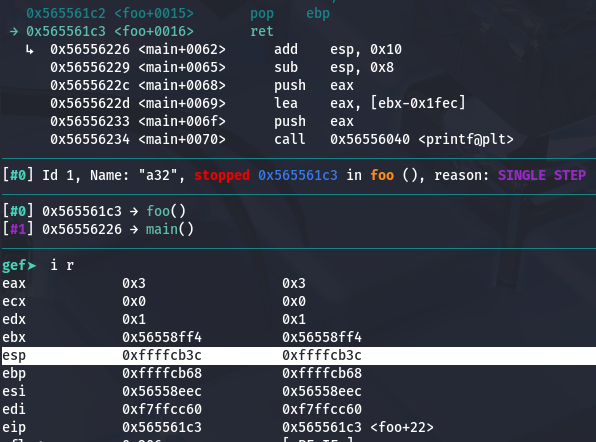 0x565561c2 <foo+0015> pop ebp
→ 0x565561c3 <foo+0016> ret
↳ 0x56556226 <main+0062> add esp, 0x10
0x56556229 <main+0065> sub esp, 0x8
0x5655622c <main+0068> push eax
0x5655622d <main+0069> lea eax, [ebx-0x1fec]
0x56556233 <main+006f> push eax
0x56556234 <main+0070> call 0x56556040 <printf@plt>
[#0] Id 1, Name: "a32", stopped 0x565561c3 in foo (), reason: SINGLE STEP
[#0] 0x565561c3 → foo()
[#1] 0x56556226 → main()
gef➤ i r
eax 0x3 0x3
ecx 0x0 0x0
edx 0x1 0x1
ebx 0x56558ff4 0x56558ff4
esp 0xffffcb3c 0xffffcb3c
ebp 0xffffcb68 0xffffcb68
esi 0x56558eec 0x56558eec
edi 0xf7ffcc60 0xf7ffcc60
eip 0x565561c3 0x565561c3 <foo+22>